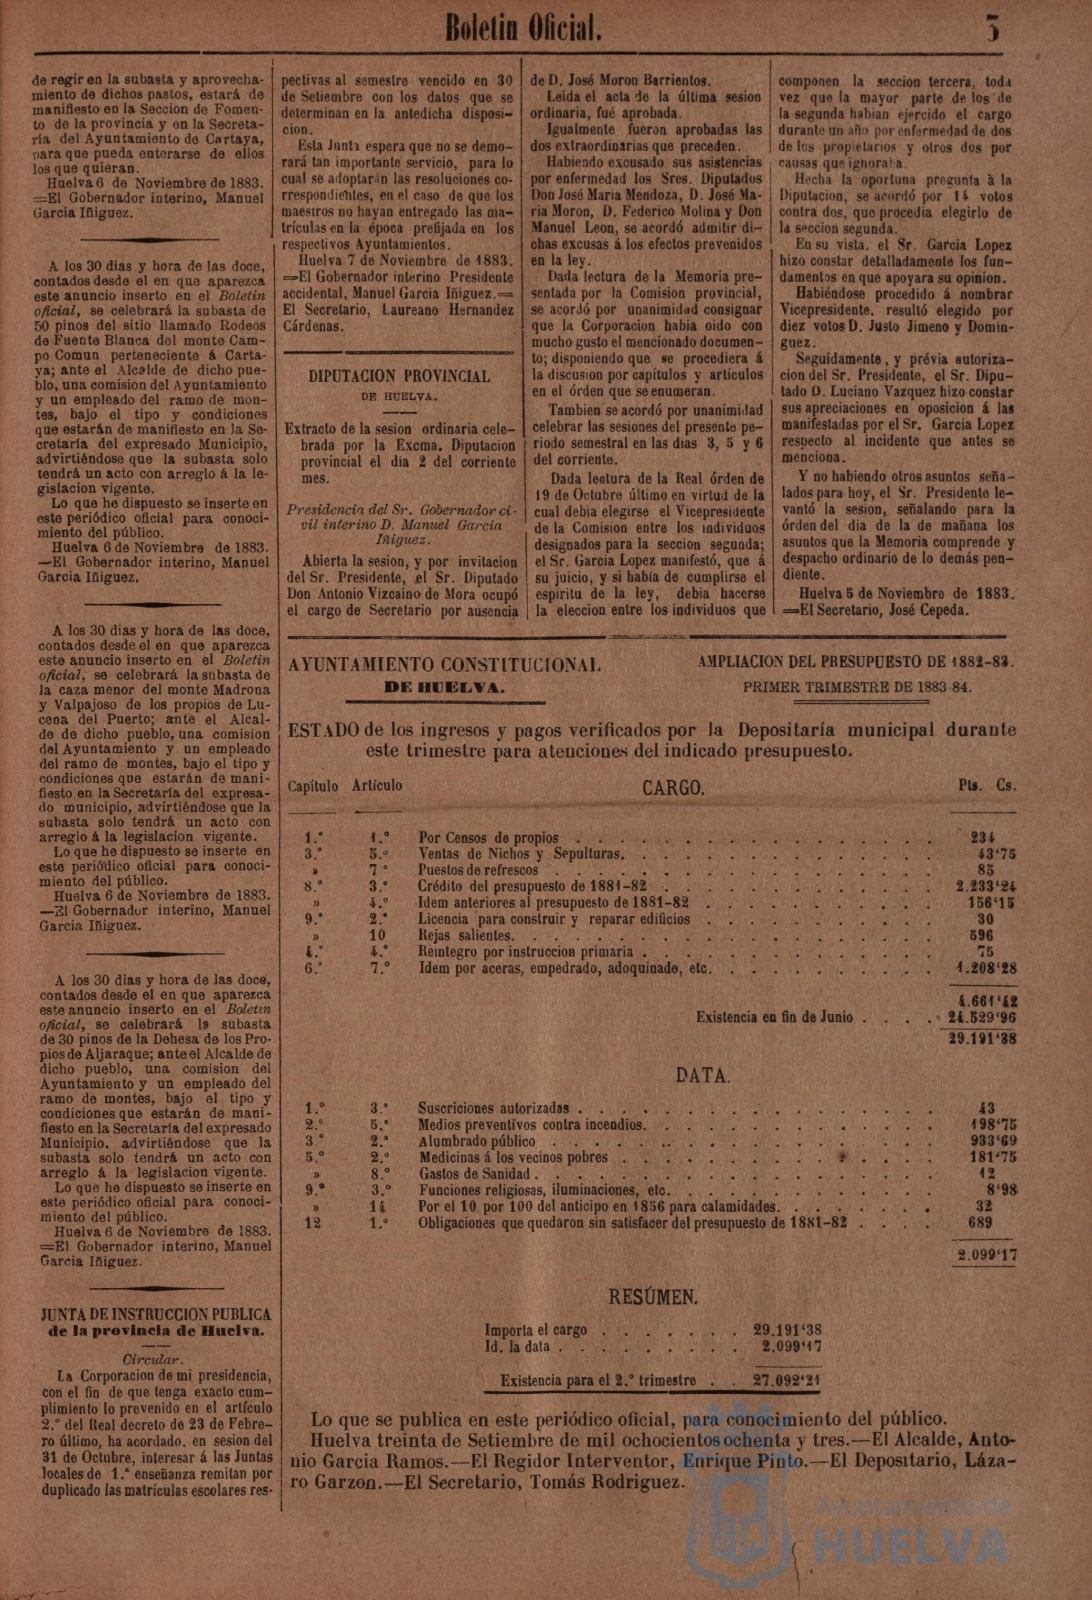 Boletin Oficial.
3
de regir en la subasta y aprovecha-
miento de dichos pastos, estará de
manifiesto en la Seccion de Fomen-
to de la provincia y en la Secreta-
ría del Ayuntamiento de Cartaya,
para que pueda enterarse de ellos
los que quieran.
Huelva 6 de Noviembre de 1883.
=El Gobernador interino, Manuel
Garcia Iñiguez.
A los 30 dias y hora de las doce,
contados desde el en que aparezca
este anuncio inserto en el Boletin
oficial, se celebrará la subasta de
50 pinos del sitio llamado Rodeos
de Fuente Blanca del monte Cam-
po Comun perteneciente á Carta-
ya; ante el Alcalde de dicho pue-
blo, una comision del Ayuntamiento
y un empleado del ramo de mon-
tes, bajo el tipo y condiciones
que estarán de manifiesto en la Se-
cretaría del expresado Municipio,
advirtiéndose que la subasta solo
tendrá un acto con arreglo á la le-
gislacion vigente.
Lo que he dispuesto se inserte en
este periódico oficial para conoci-
miento del público.
Huelva 6 de Noviembre de 1883.
—El Gobernador interino, Manuel
Garcia Iñiguez.
A los 30 dias y hora de las doce,
contados desde el en que aparezca
este anuncio inserto en el Boletin
oficial, se celebrará la subasta de
la caza menor del monte Madrona
y Valpajoso de los propios de Lu-
cena del Puerto; ante el Alcal-
de de dicho pueblo, una comision
del Ayuntamiento y un empleado
del ramo de montes, bajo el tipo y
condiciones que estarán de mani-
fiesto en la Secretaría del expresa-
do municipio, advirtiéndose que la
subasta solo tendrá un acto con
arreglo á la legislacion vigente.
Lo que he dispuesto se inserte en
este periódico oficial para conoci-
miento del público.
Huelva 6 de Noviembre de 1883.
—El Gobernador interino, Manuel
Garcia Iñiguez.
A los 30 dias y hora de las doce,
contados desde el en que aparezca
este anuncio inserto en el Boletin
oficial, se celebrará la subasta
de 30 pinos de la Dehesa de los Pro-
pios de Aljaraque; ante el Alcalde de
dicho pueblo, una comision del
Ayuntamiento y un empleado del
ramo de montes, bajo el tipo y
condiciones que estarán de mani-
fiesto en la Secretaría del expresado
Municipio, advirtiéndose que la
subasta solo tendrá un acto con
arreglo á la legislacion vigente.
Lo que he dispuesto se inserte en
este periódico oficial para conoci-
miento del público.
Huelva 6 de Noviembre de 1883.
=El Gobernador interino, Manuel
Garcia Iñiguez.
JUNTA DE INSTRUCCION PUBLICA
de la provincia de Huelva.
Circular.
La Corporacion de mi presidencia,
con el fin de que tenga exacto cum-
plimiento lo prevenido en el artículo
2.º del Real decreto de 23 de Febre-
ro último, ha acordado, en sesion del
31 de Octubre, interesar á las Juntas
locales de 1.ª enseñanza remitan por
duplicado las matrículas escolares res-
pectivas al semestre vencido en 30
de Setiembre con los datos que se
determinan en la antedicha disposi-
cion.
Esta Junta espera que no se demo-
rará tan importante servicio, para lo
cual se adoptarán las resoluciones co-
rrespondientes, en el caso de que los
maestros no hayan entregado las ma-
trículas en la época prefijada en los
respectivos Ayuntamientos.
Huelva 7 de Noviembre de 1883.
=El Gobernador interino Presidente
accidental, Manuel Garcia Iñiguez.=
El Secretario, Laureano Hernandez
Cárdenas.
DIPUTACION PROVINCIAL
DE HUELVA.
Extracto de la sesion ordinaria cele-
brada por la Excma. Diputacion
provincial el dia 2 del corriente
mes.
Presidencia del Sr. Gobernador ci-
vil interino D. Manuel Garcia
Iñiguez.
Abierta la sesion, y por invitacion
del Sr. Presidente, el Sr. Diputado
Don Antonio Vizcaino de Mora ocupó
el cargo de Secretario por ausencia
de D. José Moron Barrientos.
Leida el acta de la última sesion
ordinaria, fué aprobada.
Igualmente fueron aprobadas las
dos extraordinarias que preceden.
Habiendo excusado sus asistencias
por enfermedad los Sres. Diputados
Don José Maria Mendoza, D. José Ma-
ria Moron, D. Federico Molina y Don
Manuel Leon, se acordó admitir di-
chas excusas á los efectos prevenidos
en la ley.
Dada lectura de la Memoria pre-
sentada por la Comision provincial,
se acordó por unanimidad consignar
que la Corporacion habia oido con
mucho gusto el mencionado documen-
to; disponiendo que se procediera á
la discusion por capítulos y artículos
en el órden que se enumeran.
Tambien se acordó por unanimidad
celebrar las sesiones del presente pe-
riodo semestral en las dias 3, 5 y 6
del corriente.
Dada lectura de la Real órden de
19 de Octubre último en virtud de la
cual debia elegirse el Vicepresidente
de la Comision entre los individuos
designados para la seccion segunda;
el Sr. Garcia Lopez manifestó, que á
su juicio, y si había de cumplirse el
espiritu de la ley, debia hacerse
la eleccion entre los individuos que
componen la seccion tercera, toda
vez que la mayor parte de los de
la segunda habian ejercido el cargo
durante un año por enfermedad de dos
de los propietarios y otros dos por
causas que ignoraba.
Hecha la oportuna pregunta á la
Diputacion, se acordó por 14 votos
contra dos, que procedia elegirlo de
la seccion segunda.
En su vista, el Sr. Garcia Lopez
hizo constar detalladamente los fun-
damentos en que apoyara su opinion.
Habiéndose procedido á nombrar
Vicepresidente, resultó elegido por
diez votos D. Justo Jimeno y Domin-
guez.
Seguidamente, y prévia autoriza-
cion del Sr. Presidente, el Sr. Dipu-
tado D. Luciano Vazquez hizo constar
sus apreciaciones en oposicion á las
manifestadas por el Sr. Garcia Lopez
respecto al incidente que antes se
menciona.
Y no habiendo otros asuntos seña-
lados para hoy, el Sr. Presidente le-
vantó la sesion, señalando para la
órden del dia de la de mañana los
asuntos que la Memoria comprende y
despacho ordinario de lo demás pen-
diente.
Huelva 5 de Noviembre de 1883.
=El Secretario, José Cepeda.
AYUNTAMIENTO CONSTITUCIONAL
DE HUELVA.
AMPLIACION DEL PRESUPUESTO DE 1882-83.
PRIMER TRIMESTRE DE 1883-84.
ESTADO de los ingresos y pagos verificados por la Depositaría municipal durante
este trimestre para atenciones del indicado presupuesto.
Capítulo Artículo CARGO. Pts. Cs.
1.º 1.º Por Censos de propios . . . 234
3.º 5.º Ventas de Nichos y Sepulturas. . . . 43‘75
» 7º Puestos de refrescos . . . 85
8.º 3.º Crédito del presupuesto de 1881-82 . . . 2.233‘24
» 4.º Idem anteriores al presupuesto de 1881-82 . . . 156‘15
9.º 2.º Licencia para construir y reparar edificios . . . 30
» 10 Rejas salientes. . . . 596
4.º 4.º Reintegro por instruccion primaria . . . 75
6.º 7.º Idem por aceras, empedrado, adoquinado, etc. . . . 1.208‘28
4.661‘42
Existencia en fin de Junio . . . . 24.529‘96
29.191‘38
DATA.
1.º 3.º Suscriciones autorizadas . . . 43
2.º 5.º Medios preventivos contra incendios. . . . 198‘75
3.º 2.º Alumbrado público . . . 933‘69
5.º 2.º Medicinas á los vecinos pobres . . . 181‘75
» 8.º Gastos de Sanidad . . . 12
9.º 3.º Funciones religiosas, iluminaciones, etc. . . . 8‘98
» 14 Por el 10 por 100 del anticipo en 1856 para calamidades. . . . 32
12 1.º Obligaciones que quedaron sin satisfacer del presupuesto de 1881-82 . . . . 689
2.099‘17
RESÚMEN.
Importa el cargo . . . . . . . 29.191‘38
Id. la data . . . . . . . . 2.099‘17
Existencia para el 2.º trimestre . . 27.092‘21
Lo que se publica en este periódico oficial, para conocimiento del público.
Huelva treinta de Setiembre de mil ochocientos ochenta y tres.—El Alcalde, Anto-
nio Garcia Ramos.—El Regidor Interventor, Enrique Pinto.—El Depositario, Láza-
ro Garzon.—El Secretario, Tomás Rodriguez.
Ayuntamiento de
HUELVA